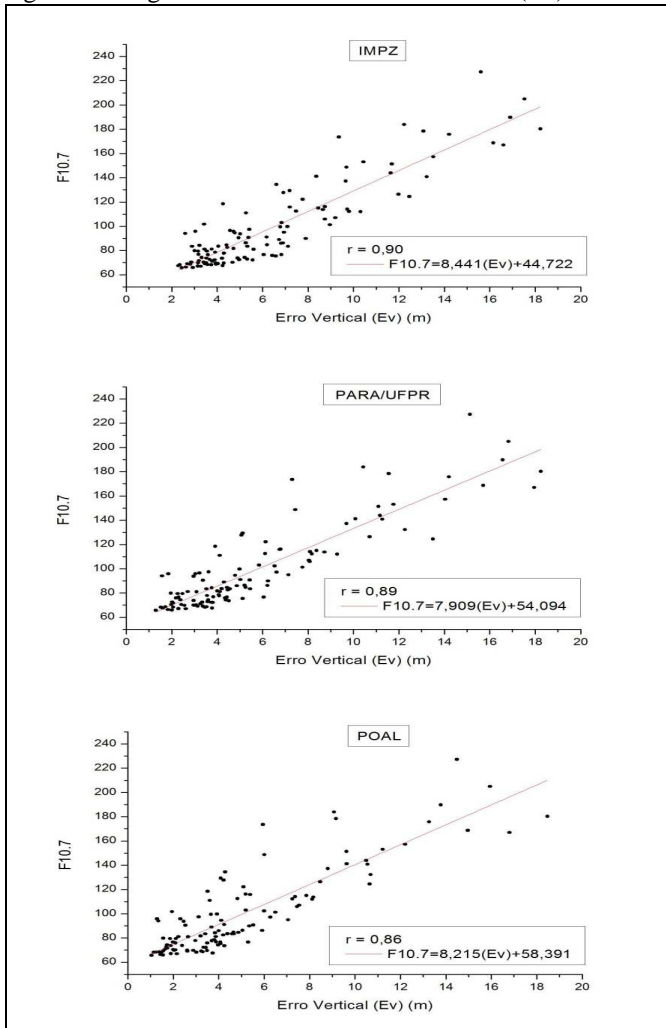 IMPZ
240
220
200
180
160
140
120
100
80
60
F10.7
r = 0,90
F10.7=8,441(Ev)+44,722
0 2 4 6 8 10 12 14 16 18 20
Erro Vertical (Ev) (m)
PARA/UFPR
240
220
200
180
160
140
120
100
80
60
F10.7
r = 0,89
F10.7=7,909(Ev)+54,094
0 2 4 6 8 10 12 14 16 18 20
Erro Vertical (Ev) (m)
POAL
240
220
200
180
160
140
120
100
80
60
F10.7
r = 0,86
F10.7=8,215(Ev)+58,391
0 2 4 6 8 10 12 14 16 18 20
Erro Vertical (Ev) (m)